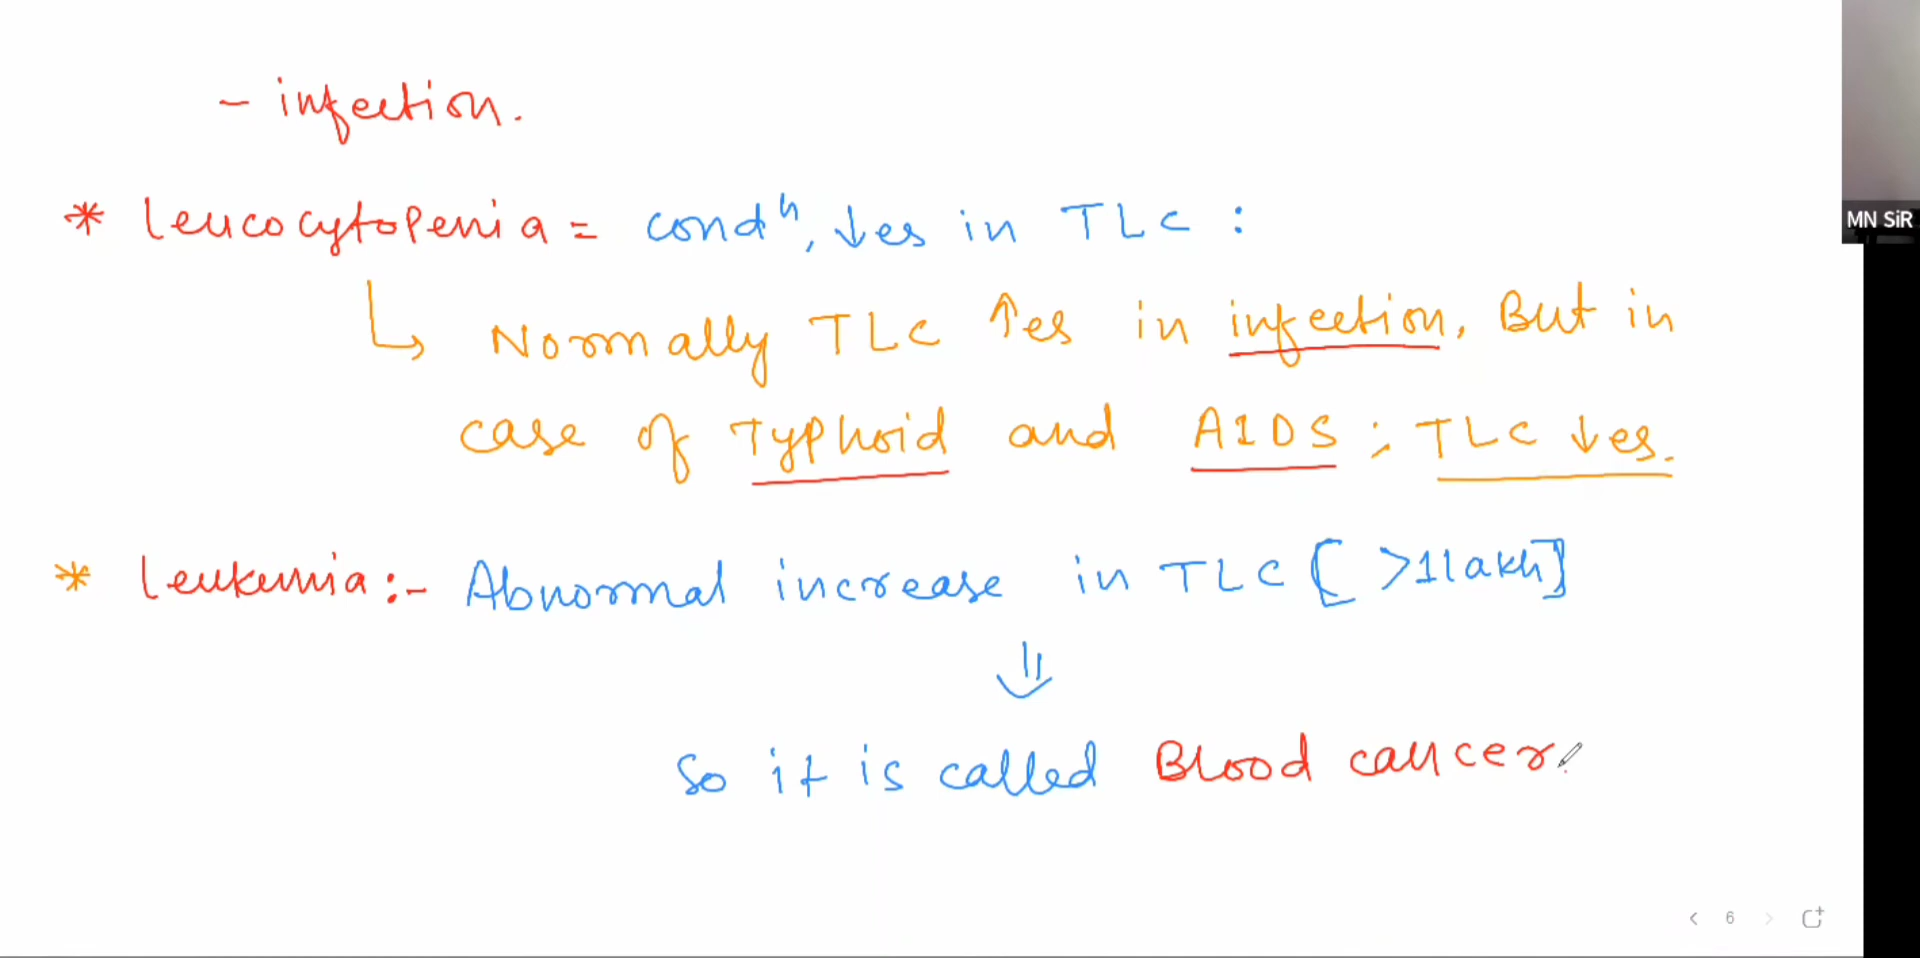 - infection.
* Leucocytopenia = condⁿ, ↓es in TLC :
MN SiR
↳ Normally TLC ↑es in infection. But in
case of Typhoid and AIDS ; TLC ↓es.
* Leukemia :- Abnormal increase in TLC [ >1lakh]
⇓
So it is called Blood cancer.
< 6 >